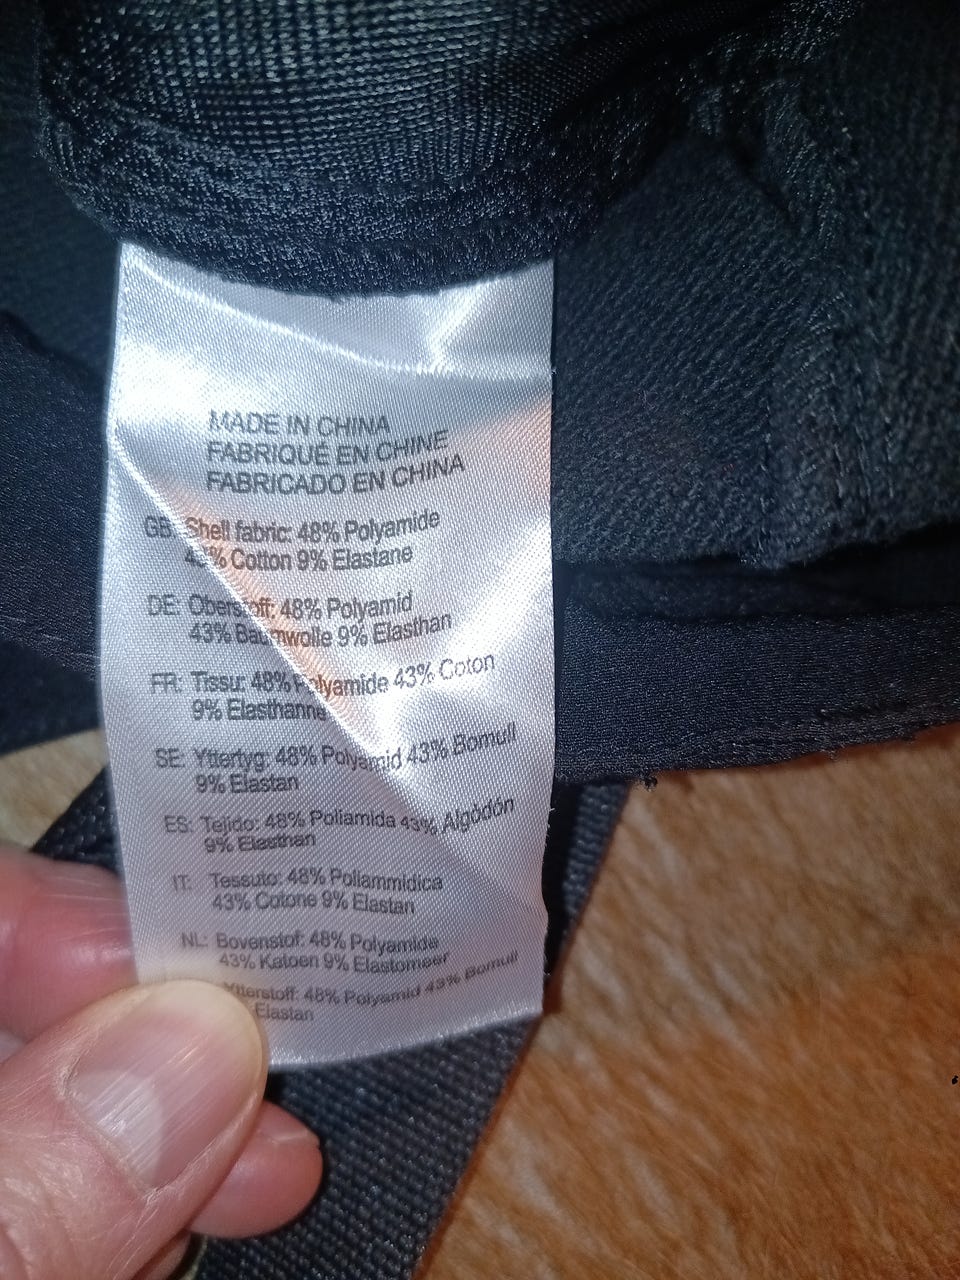 MADE IN CHINA
FABRIQUÉ EN CHINE
FABRICADO EN CHINA
GB: Shell fabric: 48% Polyamide
43% Cotton 9% Elastane
DE: Oberstoff: 48% Polyamid
43% Baumwolle 9% Elasthan
FR: Tissu: 48% Polyamide 43% Coton
9% Elasthanne
SE: Yttertyg: 48% Polyamid 43% Bomull
9% Elastan
ES: Tejido: 48% Poliamida 43% Algòdón
9% Elasthan
IT: Tessuto: 48% Poliammidica
43% Cotone 9% Elastan
NL: Bovenstof: 48% Polyamide
43% Katoen 9% Elastomeer
Ytterstoff: 48% Polyamid 43% Bomull
Elastan